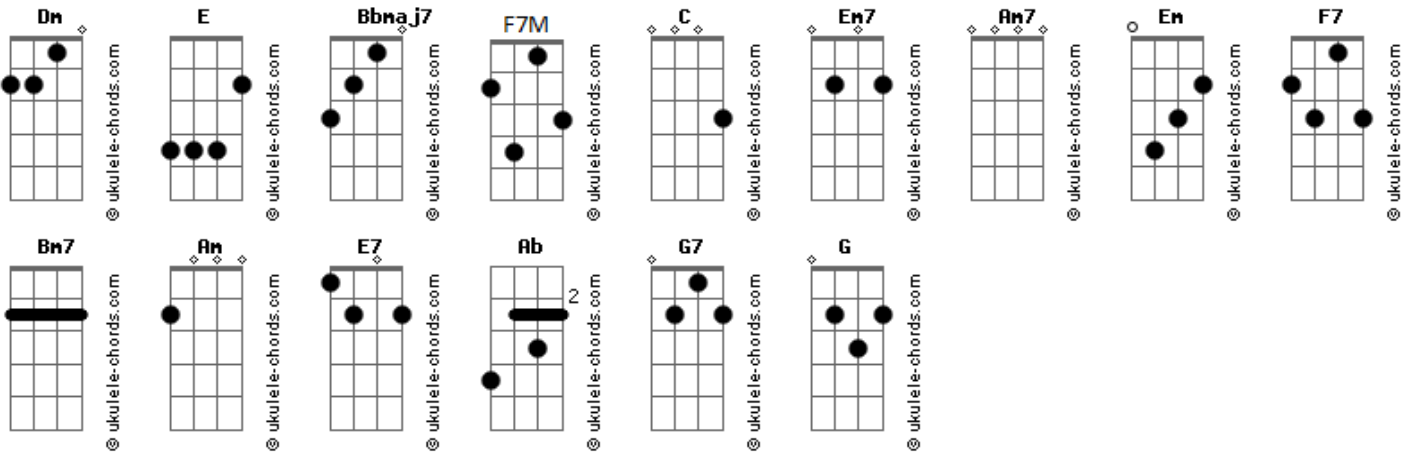 Dm E Bbmaj7 F7M C Em7 Am7 Em F7
© ukulele-chords.com © ukulele-chords.com © ukulele-chords.com © ukulele-chords.com © ukulele-chords.com © ukulele-chords.com © ukulele-chords.com © ukulele-chords.com © ukulele-chords.com
Bm7 Am E7 Ab G7 G
2
© ukulele-chords.com © ukulele-chords.com © ukulele-chords.com © ukulele-chords.com © ukulele-chords.com © ukulele-chords.com